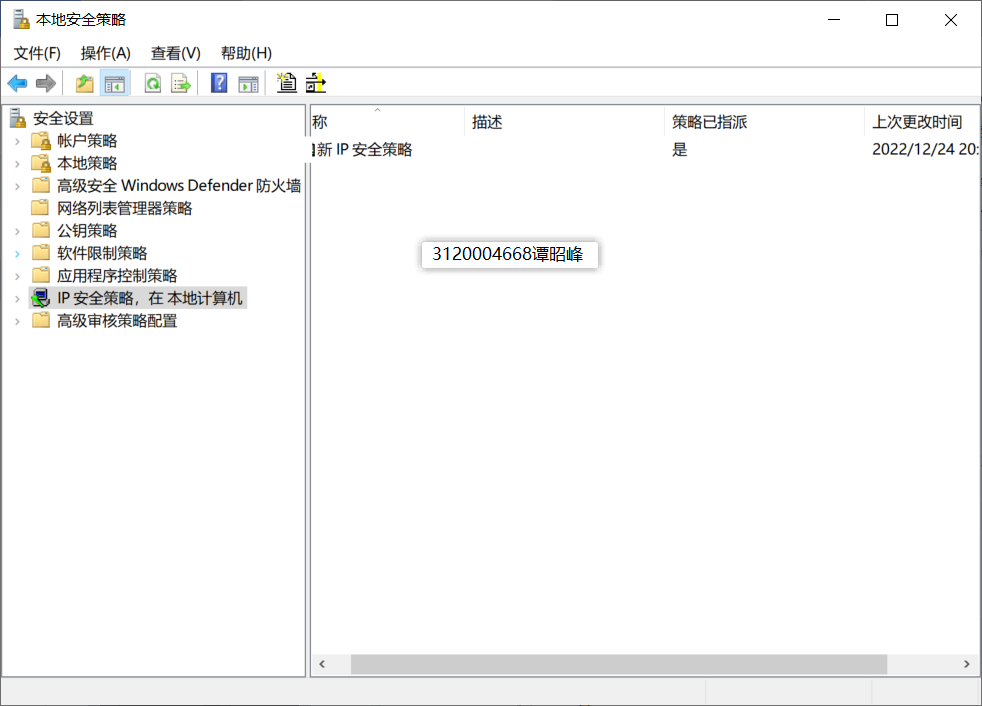 本地安全策略
文件(F) 操作(A) 查看(V) 帮助(H)
安全设置
帐户策略
本地策略
高级安全 Windows Defender 防火墙
网络列表管理器策略
公钥策略
软件限制策略
应用程序控制策略
IP 安全策略，在 本地计算机
高级审核策略配置
称 描述 策略已指派 上次更改时间
新 IP 安全策略 是 2022/12/24 20:
3120004668谭昭峰